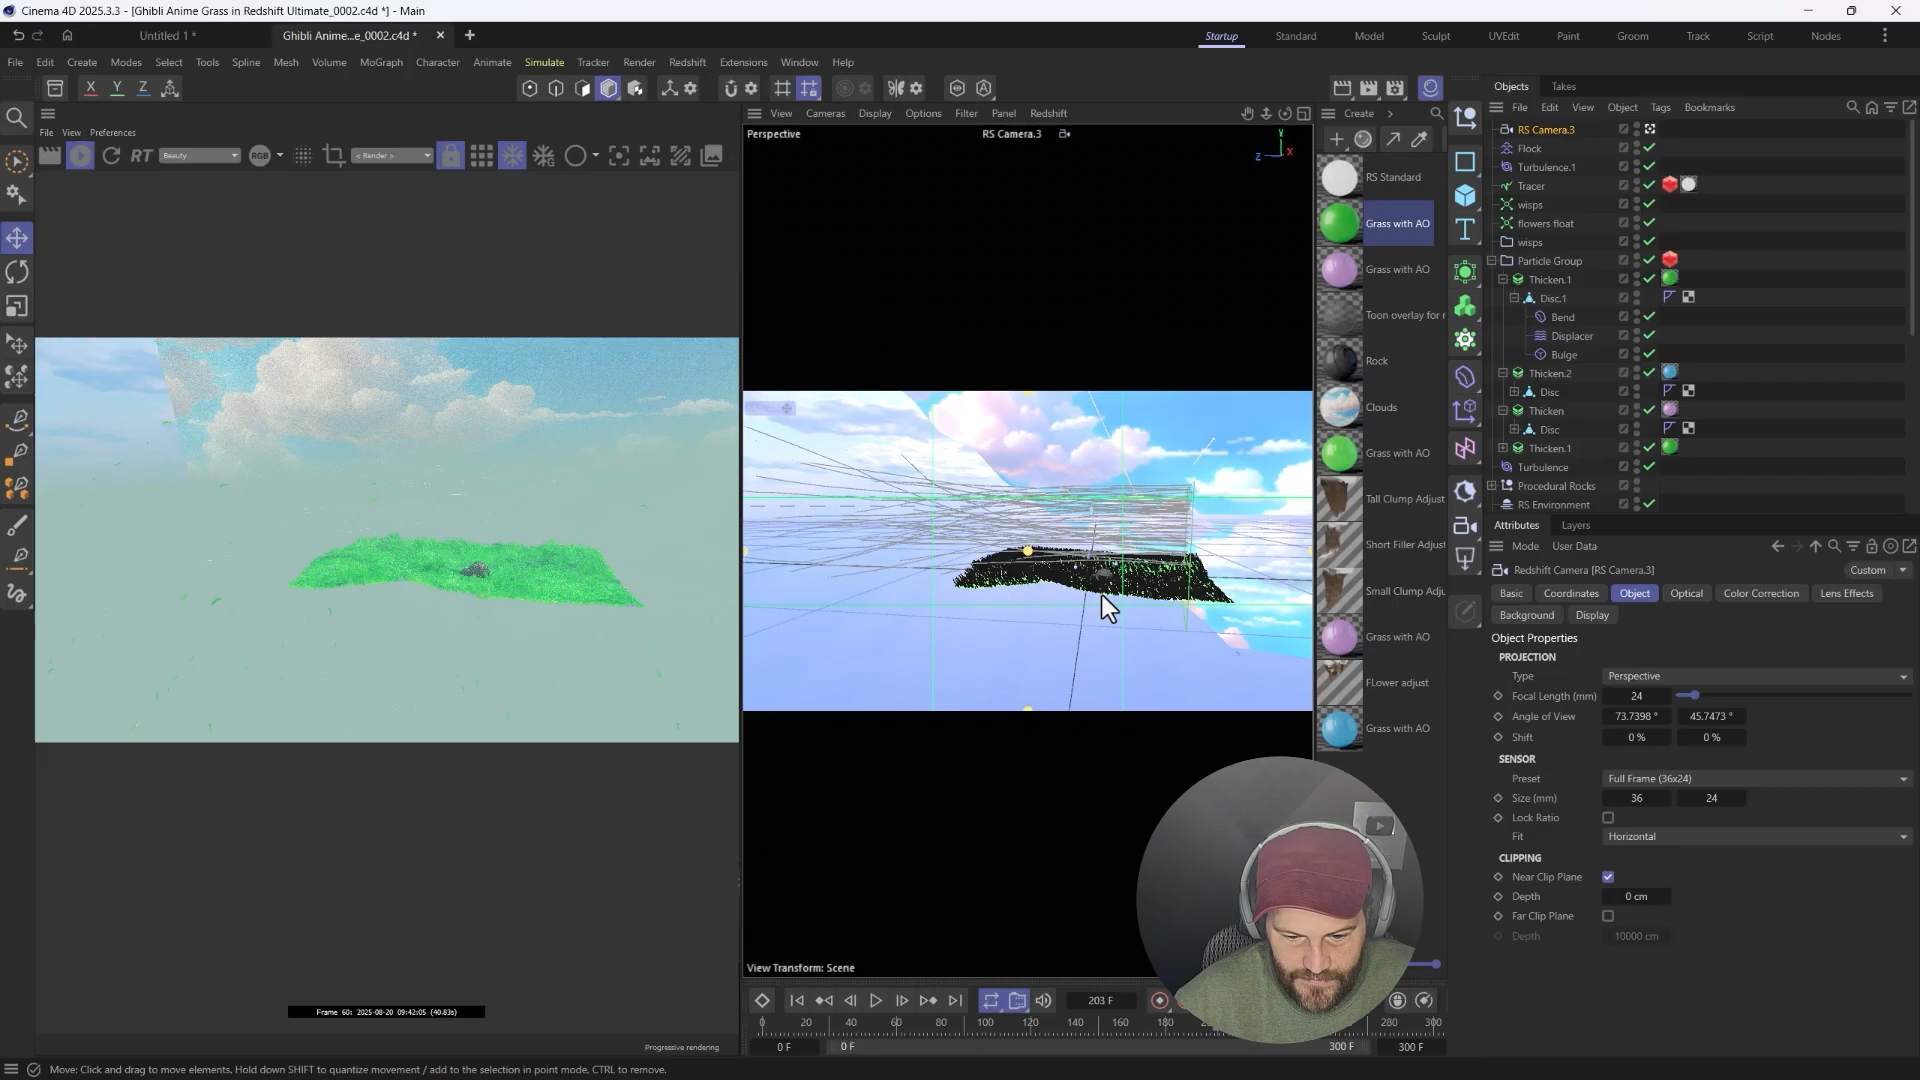 Cinema 4D 2025.3.3 - [Ghibli Anime Grass in Redshift Ultimate_0002.c4d *] - Main
Untitled 1 *
Ghibli Anime...e_0002.c4d *
Startup
Standard
Model
Sculpt
UVEdit
Paint
Groom
Track
Script
Nodes
File Edit Create Modes Select Tools Spline Mesh Volume MoGraph Character Animate Simulate Tracker Render Redshift Extensions Window Help
X Y Z
Objects Takes
File Edit View Object Tags Bookmarks
View Cameras Display Options Filter Panel Redshift
Create
File View Preferences
Perspective
RS Camera.3
Y
Z X
RT
Beauty
RGB
< Render >
RS Standard
Grass with AO
Grass with AO
Toon overlay for r
Rock
Clouds
Grass with AO
Tall Clump Adjust
Short Filler Adjust
Small Clump Adju
Grass with AO
FLower adjust
Grass with AO
RS Camera.3
Flock
Turbulence.1
Tracer
wisps
flowers float
wisps
Particle Group
Thicken.1
Disc.1
Bend
Displacer
Bulge
Thicken.2
Disc
Thicken
Disc
Thicken.1
Turbulence
Procedural Rocks
RS Environment
Attributes Layers
Mode User Data
Redshift Camera [RS Camera.3]
Custom
Basic Coordinates Object Optical Color Correction Lens Effects
Background Display
Object Properties
PROJECTION
Type Perspective
Focal Length (mm) 24
Angle of View 73.7398 ° 45.7473 °
Shift 0 % 0 %
SENSOR
Preset Full Frame (36x24)
Size (mm) 36 24
Lock Ratio
Fit Horizontal
CLIPPING
Near Clip Plane
Depth 0 cm
Far Clip Plane
Depth 10000 cm
View Transform: Scene
203 F
0 20 40 60 80 100 120 140 160 180 280 300
0 F 0 F 300 F 300 F
Frame 60: 2025-08-20 09:42:05 (40.83s)
Progressive rendering
Move: Click and drag to move elements. Hold down SHIFT to quantize movement / add to the selection in point mode, CTRL to remove.